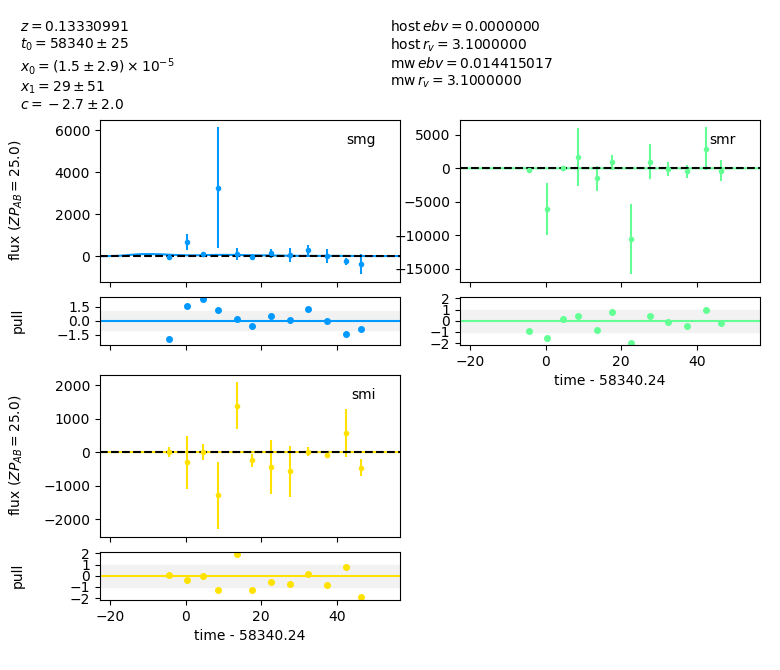 z = 0.13330991
t₀ = 58340 ± 25
x₀ = (1.5 ± 2.9) × 10⁻⁵
x₁ = 29 ± 51
c = −2.7 ± 2.0
host ebv = 0.0000000
host r_v = 3.1000000
mw ebv = 0.014415017
mw r_v = 3.1000000
smg
6000
4000
2000
0
flux (ZP_AB = 25.0)
1.5
0.0
−1.5
pull
smr
5000
0
−5000
−10000
−15000
2
1
0
−1
−2
−20 0 20 40
time - 58340.24
smi
2000
1000
0
−1000
−2000
flux (ZP_AB = 25.0)
2
1
0
−1
−2
pull
−20 0 20 40
time - 58340.24